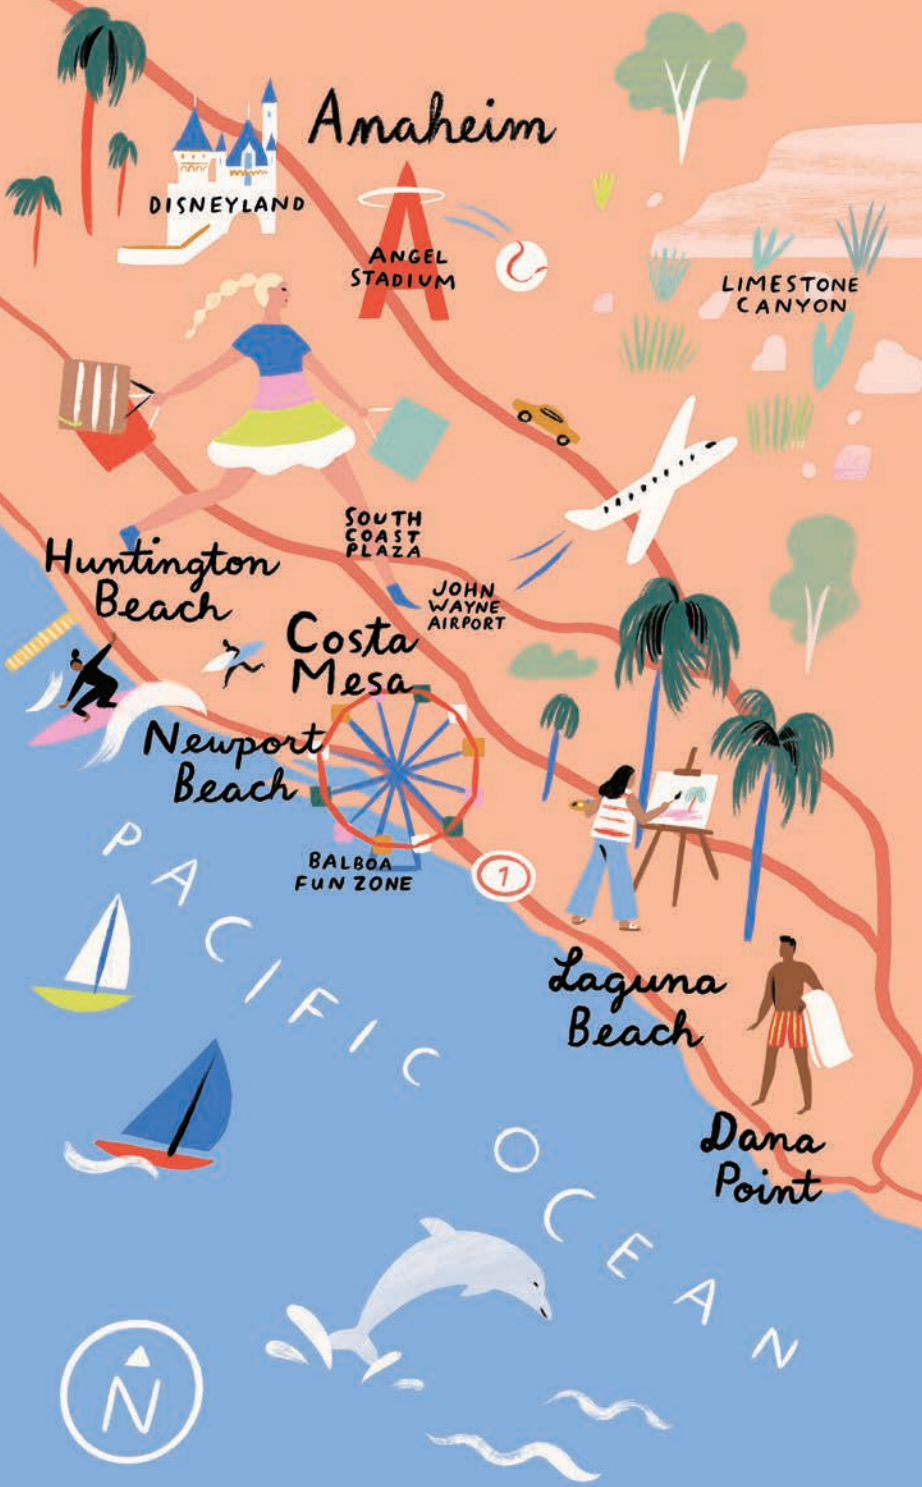 Anaheim
DISNEYLAND
ANGEL
STADIUM
LIMESTONE
CANYON
SOUTH
COAST
PLAZA
JOHN
WAYNE
AIRPORT
Huntington
Beach
Costa
Mesa
Newport
Beach
BALBOA
FUN ZONE
1
Laguna
Beach
Dana
Point
PACIFIC OCEAN
N